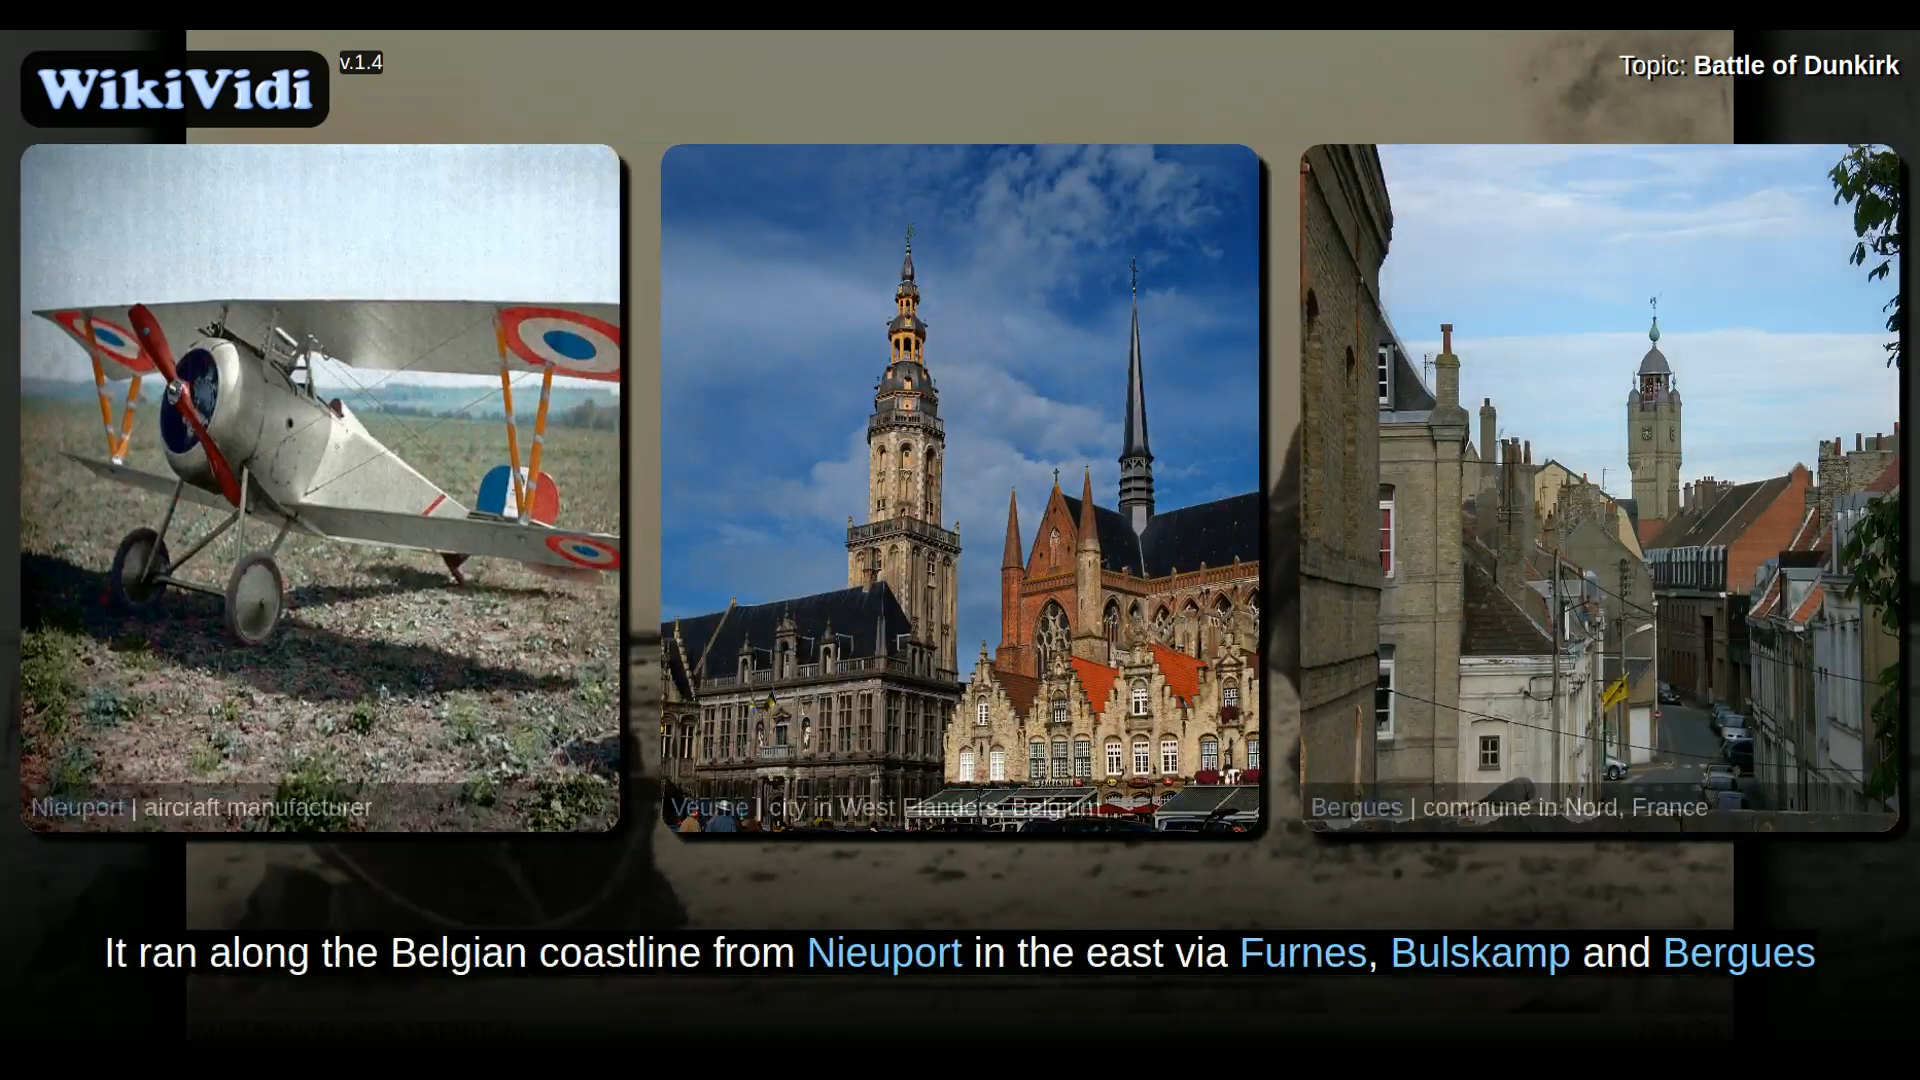 WikiVidi
v.1.4
Topic: Battle of Dunkirk
Nieuport | aircraft manufacturer
Veurne | city in West Flanders, Belgium
Bergues | commune in Nord, France
It ran along the Belgian coastline from Nieuport in the east via Furnes, Bulskamp and Bergues